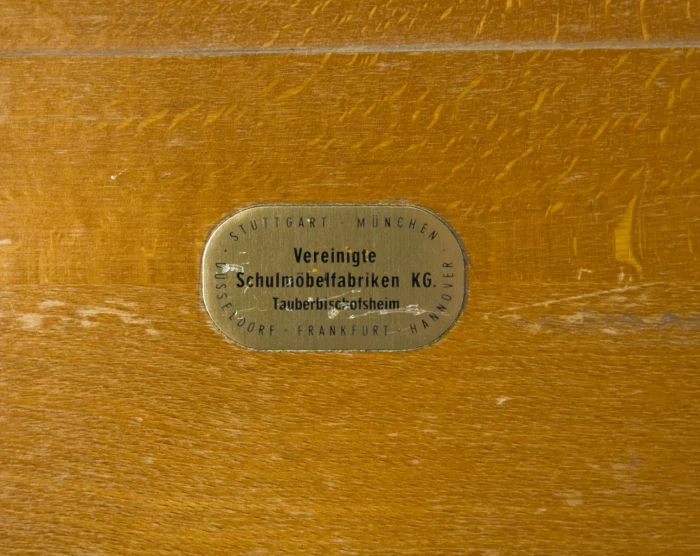 STUTTGART - MÜNCHEN -
Vereinigte
Schulmöbelfabriken KG.
Tauberbischofsheim
DÜSSELDORF - FRANKFURT - HANNOVER